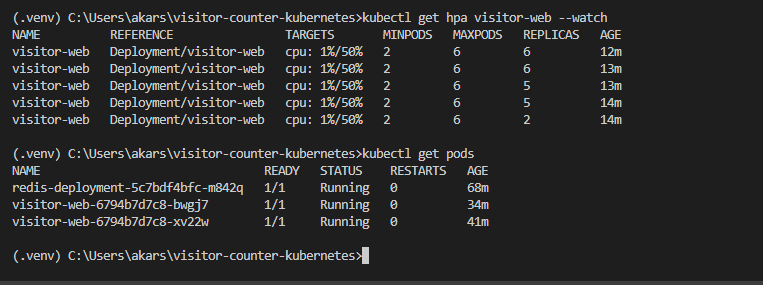 (.venv) C:\Users\akars\visitor-counter-kubernetes>kubectl get hpa visitor-web --watch
NAME REFERENCE TARGETS MINPODS MAXPODS REPLICAS AGE
visitor-web Deployment/visitor-web cpu: 1%/50% 2 6 6 12m
visitor-web Deployment/visitor-web cpu: 1%/50% 2 6 6 13m
visitor-web Deployment/visitor-web cpu: 1%/50% 2 6 5 13m
visitor-web Deployment/visitor-web cpu: 1%/50% 2 6 5 14m
visitor-web Deployment/visitor-web cpu: 1%/50% 2 6 2 14m
(.venv) C:\Users\akars\visitor-counter-kubernetes>kubectl get pods
NAME READY STATUS RESTARTS AGE
redis-deployment-5c7bdf4bfc-m842q 1/1 Running 0 68m
visitor-web-6794b7d7c8-bwgj7 1/1 Running 0 34m
visitor-web-6794b7d7c8-xv22w 1/1 Running 0 41m
(.venv) C:\Users\akars\visitor-counter-kubernetes>